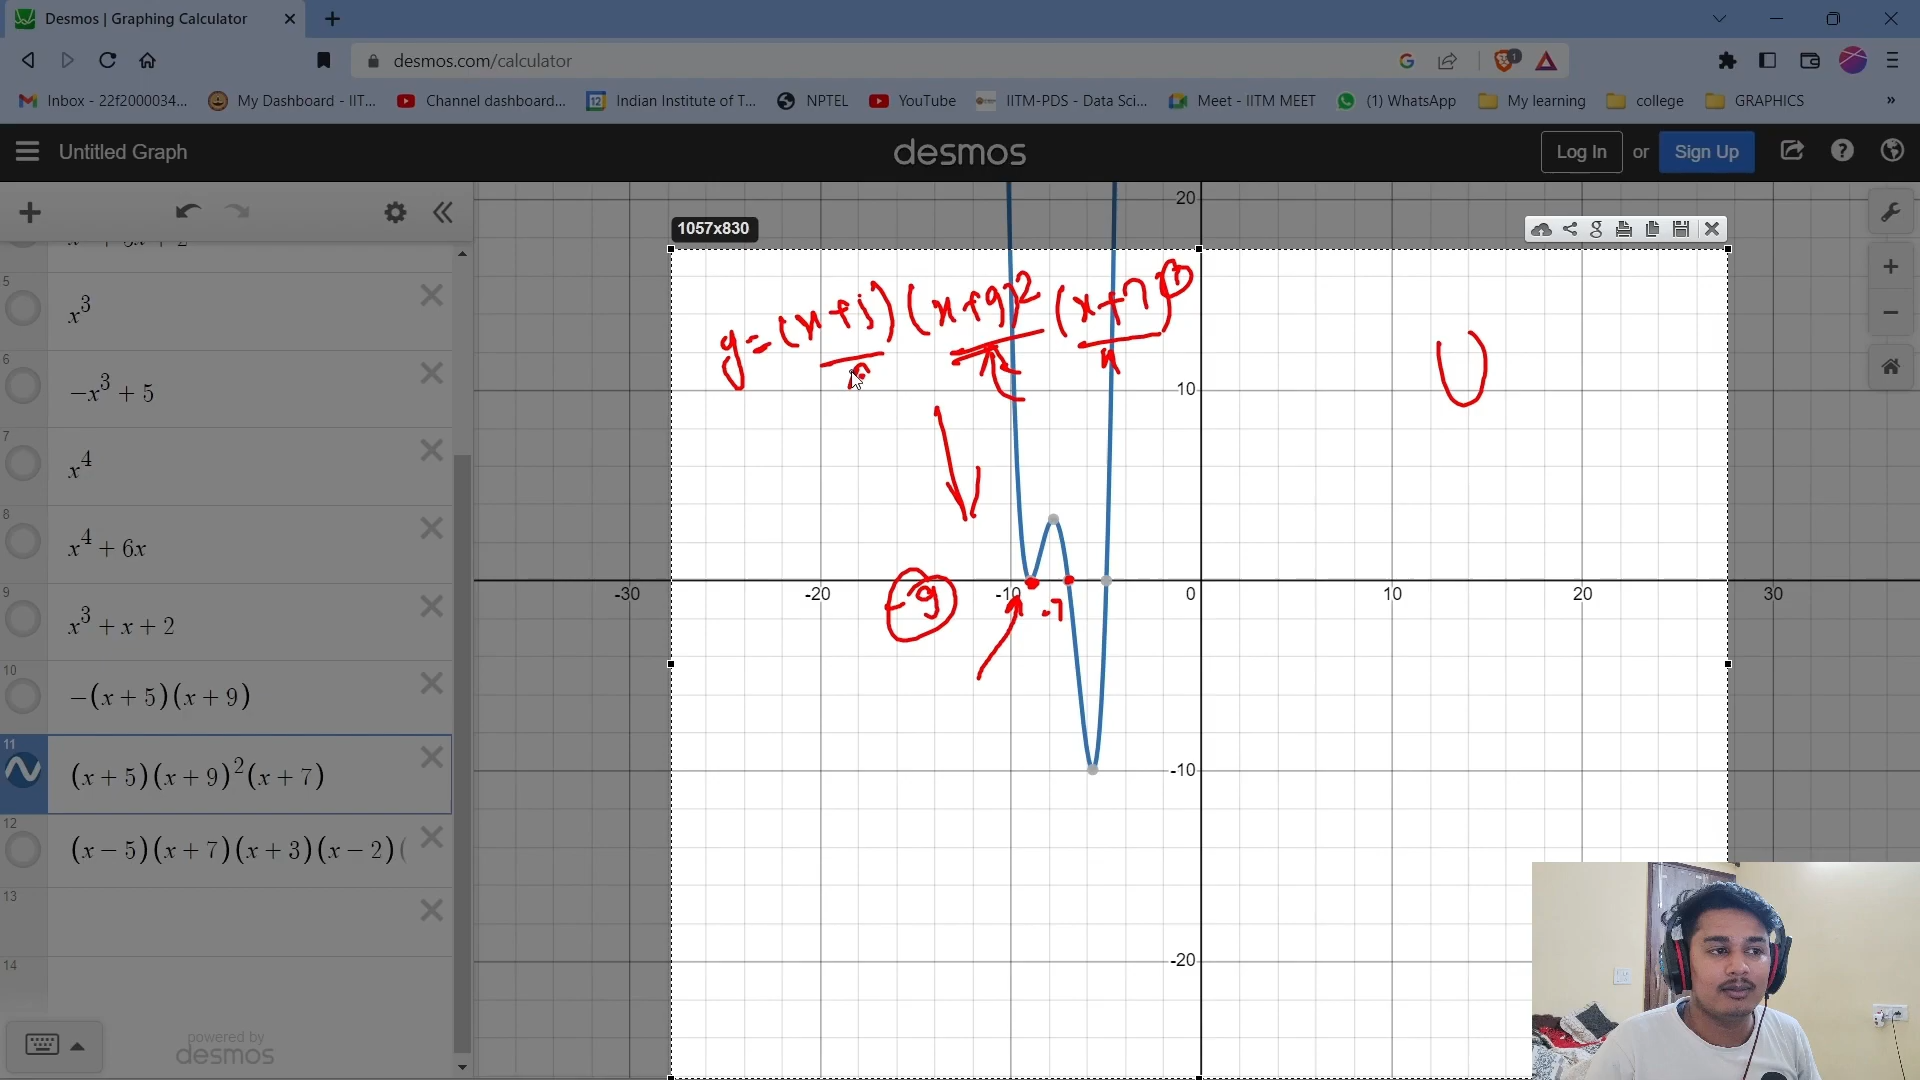 Desmos | Graphing Calculator
desmos.com/calculator
1
Inbox - 22f2000034... My Dashboard - IIT... Channel dashboard... 12 Indian Institute of T... NPTEL YouTube IITM-PDS - Data Sci... Meet - IITM MEET (1) WhatsApp My learning college GRAPHICS »
Untitled Graph desmos Log In or Sign Up
5 x^3
6 -x^3 + 5
7 x^4
8 x^4 + 6x
9 x^3 + x + 2
10 -(x + 5)(x + 9)
11 (x + 5)(x + 9)^2(x + 7)
12 (x - 5)(x + 7)(x + 3)(x - 2)(
13
14
powered by
desmos
1057x830
20
y = (x+5) (x+9)^2 (x+7)
10
-30 -20 -10 0 10 20 30
-9 -7
-10
-20